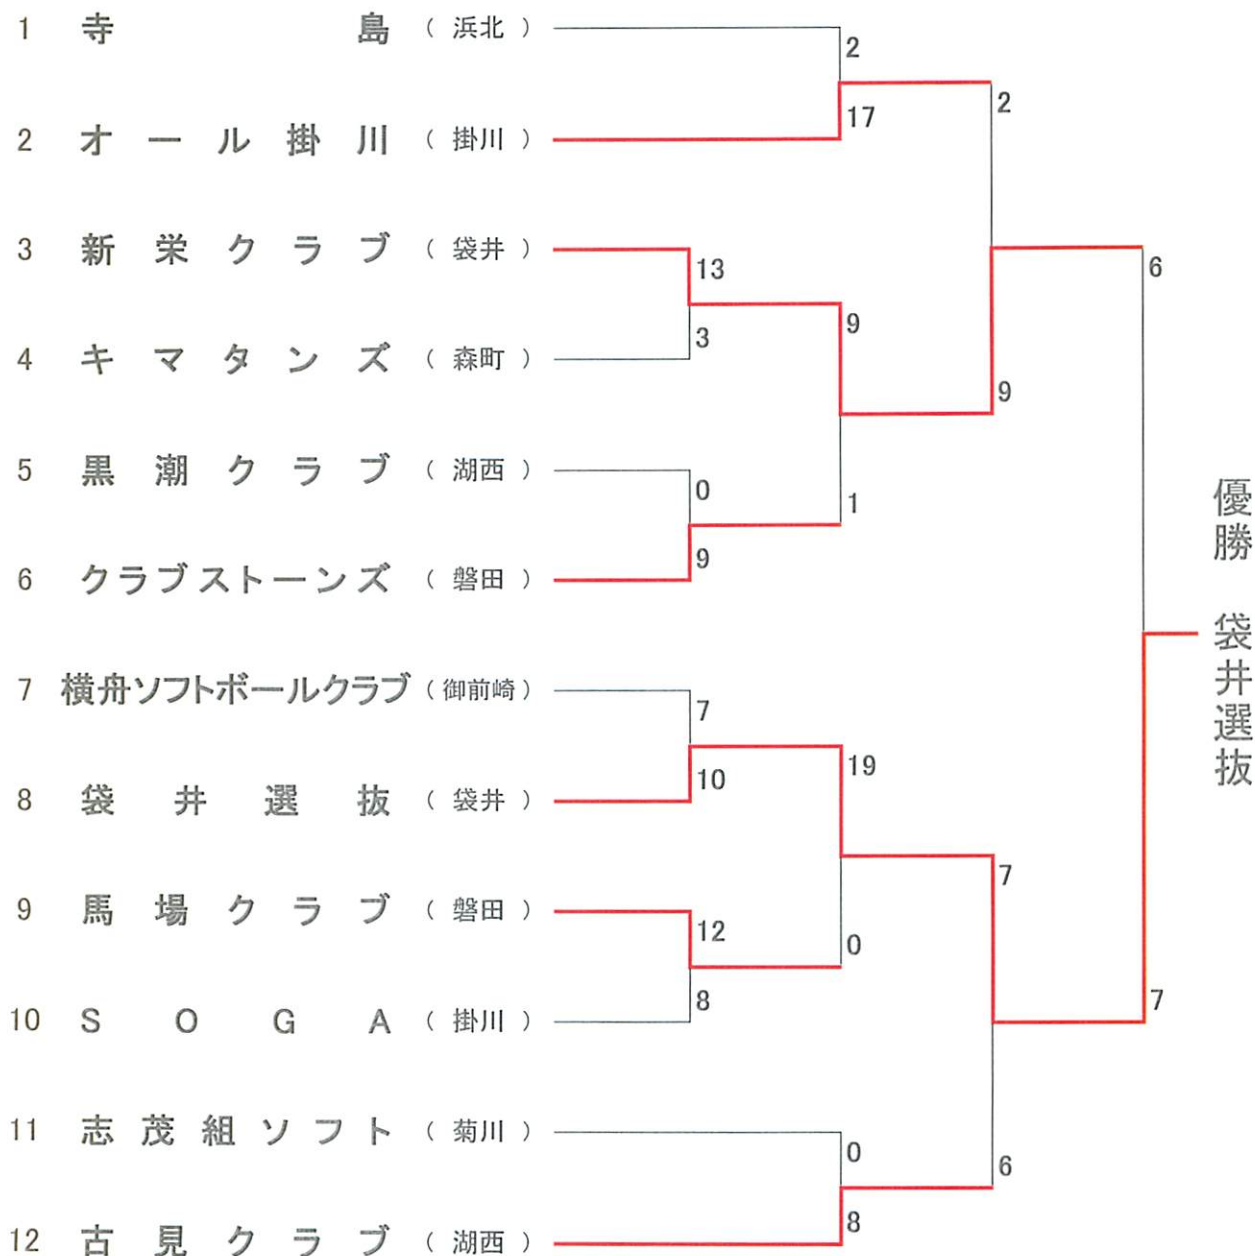 1 寺島（浜北）
2
2 オール掛川（掛川）
17
2
3 新栄クラブ（袋井）
13
6
4 キマタンズ（森町）
3
9
9
5 黒潮クラブ（湖西）
0
1
6 クラブストーンズ（磐田）
9
優勝 袋井選抜
7 横舟ソフトボールクラブ（御前崎）
7
8 袋井選抜（袋井）
10
19
9 馬場クラブ（磐田）
12
0
7
10 SOGA（掛川）
8
7
11 志茂組ソフト（菊川）
0
6
12 古見クラブ（湖西）
8